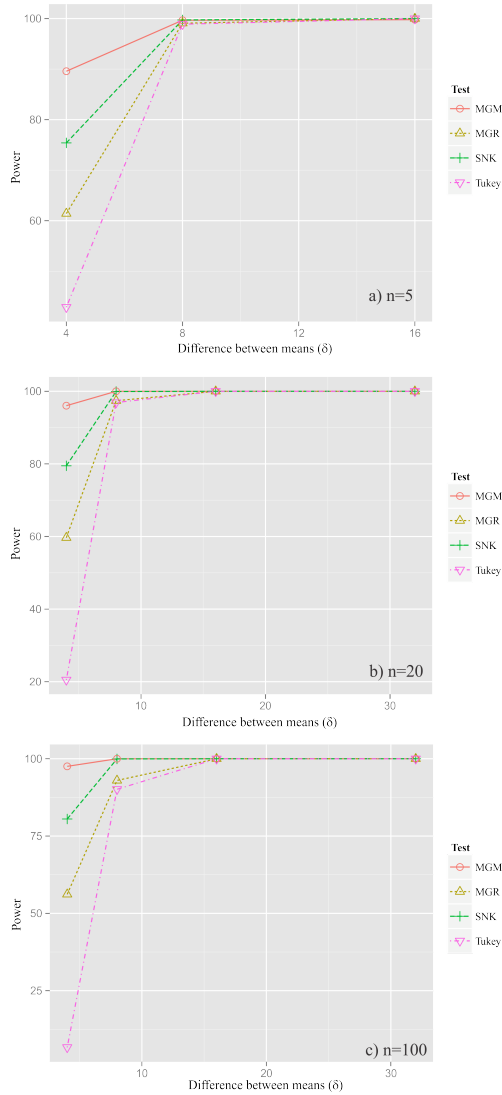 100
80
60
Power
4
8
12
16
Difference between means (δ)
a) n=5
Test
MGM
MGR
SNK
Tukey
100
80
60
40
20
Power
10
20
30
Difference between means (δ)
b) n=20
Test
MGM
MGR
SNK
Tukey
100
75
50
25
Power
10
20
30
Difference between means (δ)
c) n=100
Test
MGM
MGR
SNK
Tukey